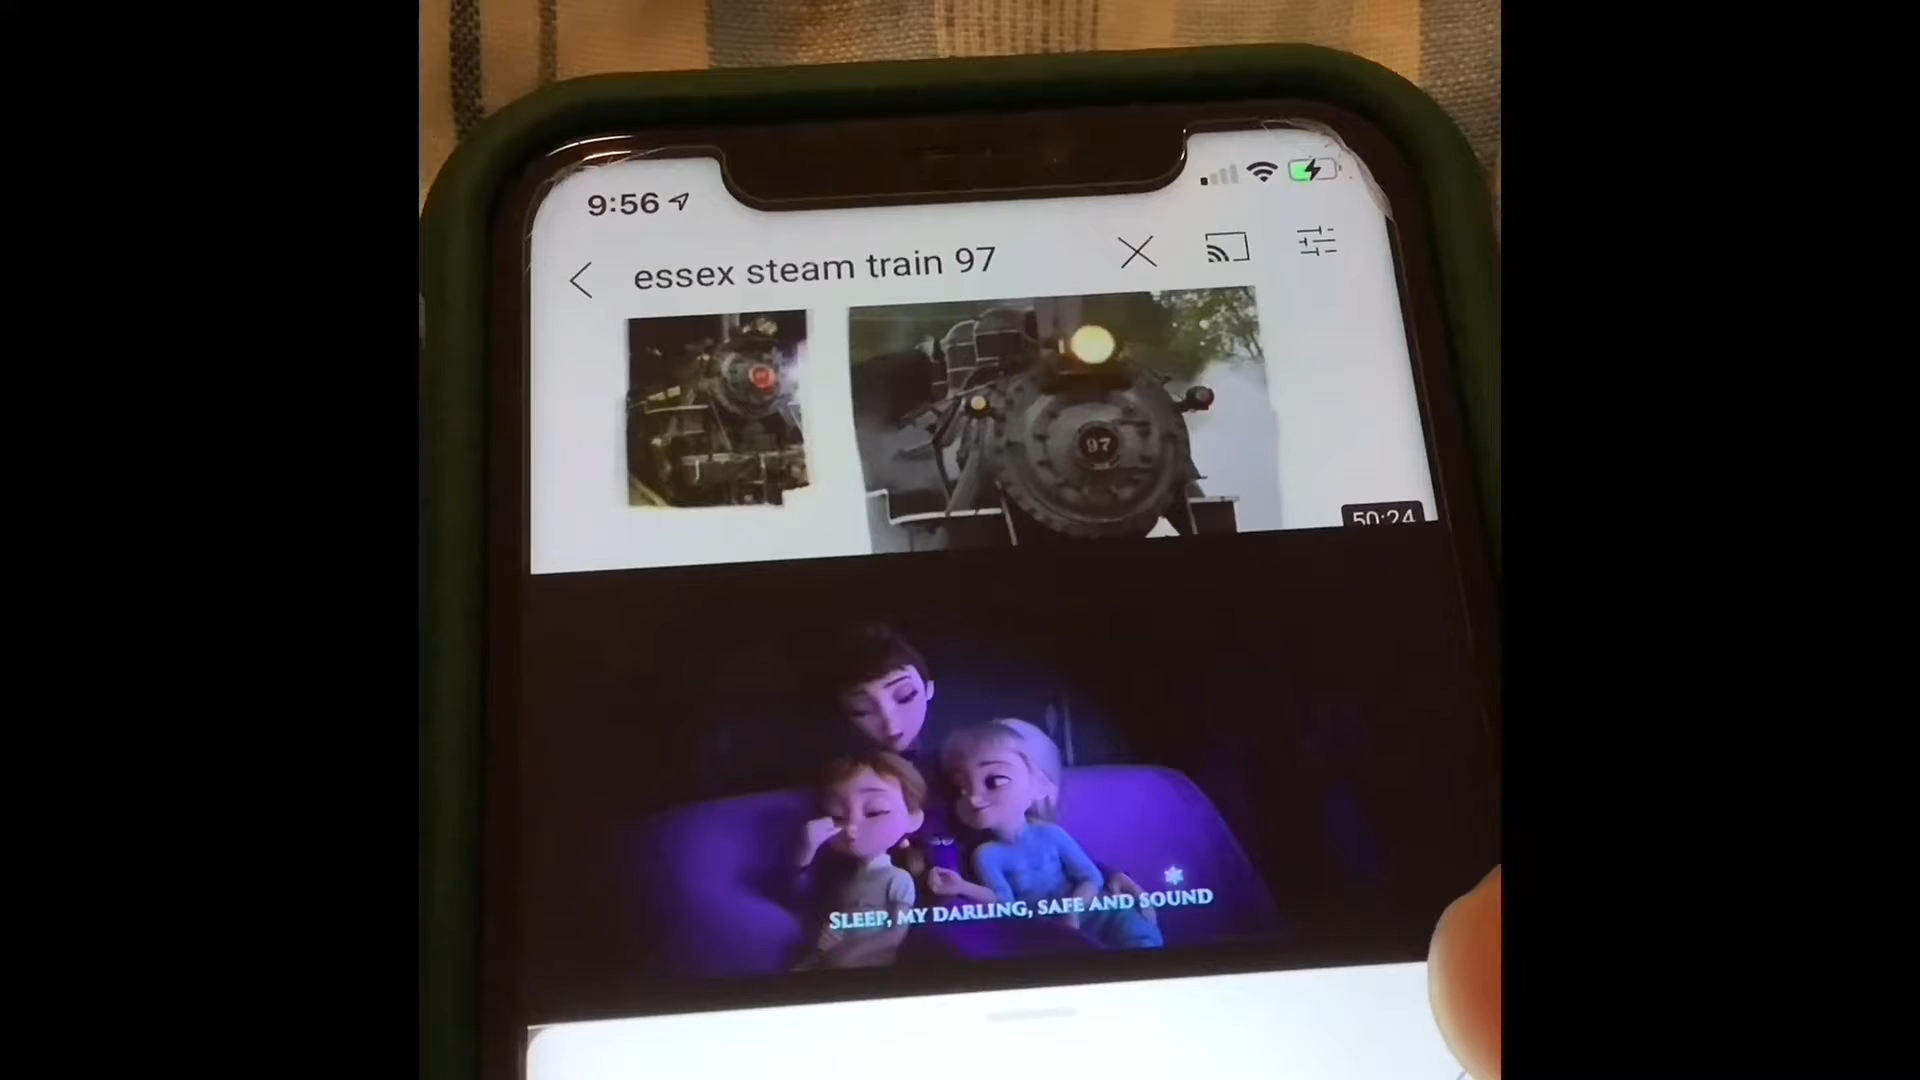 9:56
essex steam train 97
97
50:24
SLEEP, MY DARLING, SAFE AND SOUND